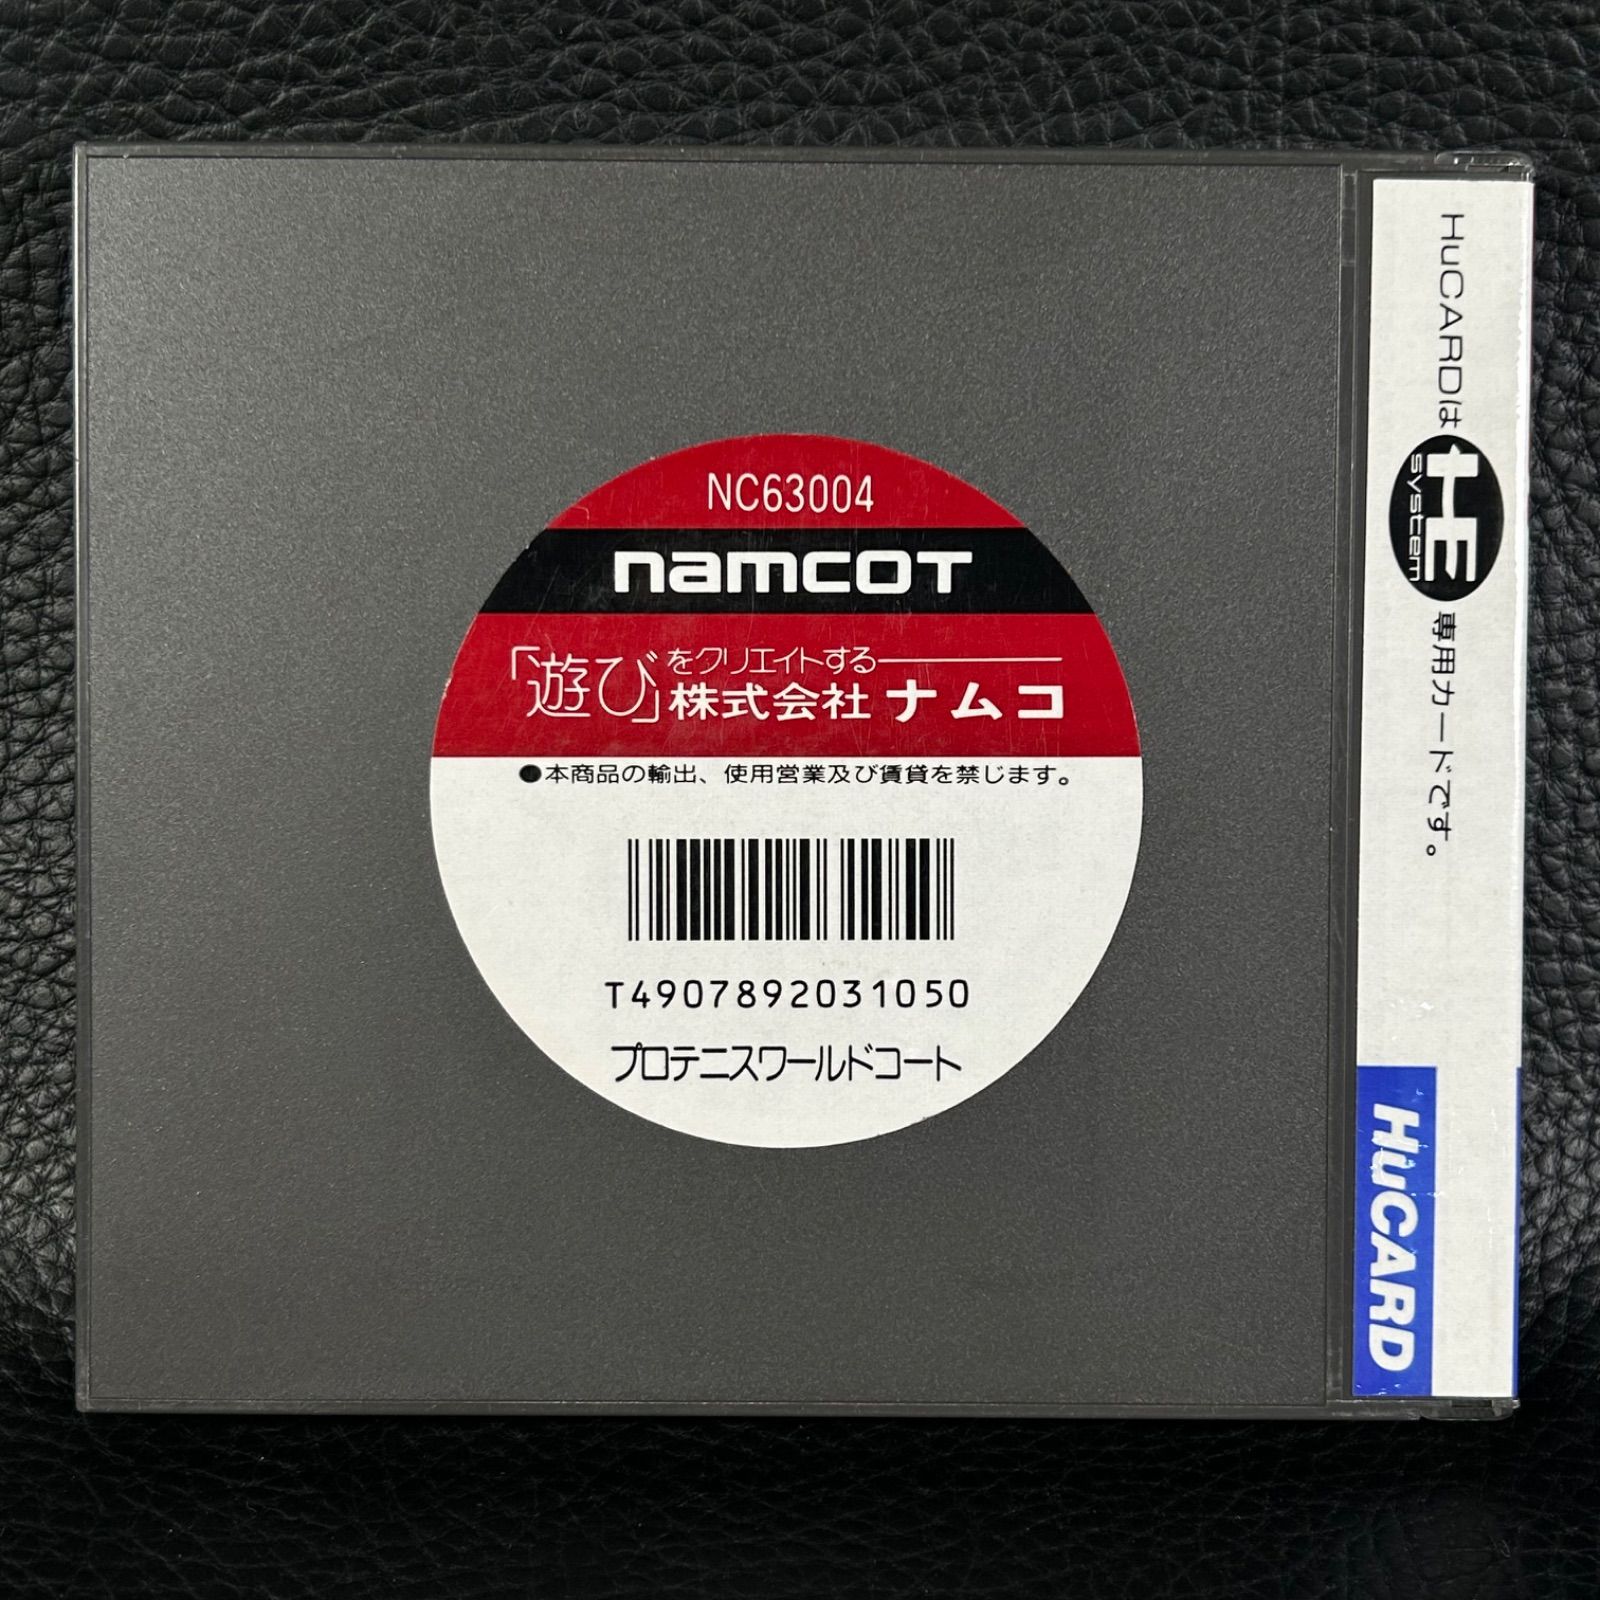 NC63004
namcoT
「遊び」をクリエイトする
株式会社ナムコ
●本商品の輸出、使用営業及び賃貸を禁じます。
T4907892031050
プロテニスワールドコート
HuCARDは HE system 専用カードです。
HuCARD